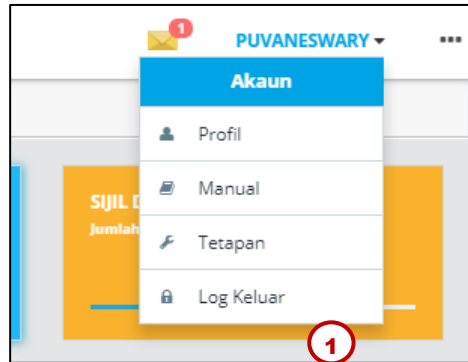 1
PUVANESWARY
Akaun
Profil
Manual
SIJIL
Jumlah
Tetapan
Log Keluar
1